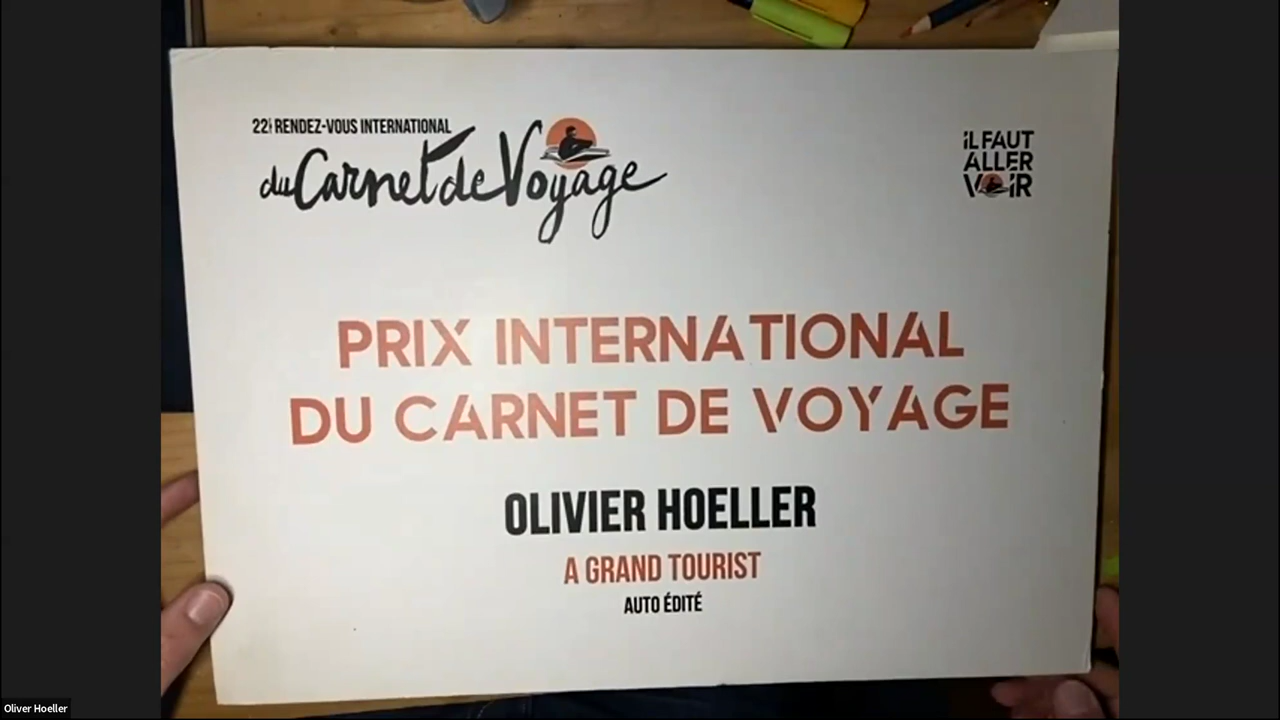 22E RENDEZ-VOUS INTERNATIONAL
du Carnet de Voyage
iL FAUT
ALLER
VOIR
PRIX INTERNATIONAL
DU CARNET DE VOYAGE
OLIVIER HOELLER
A GRAND TOURIST
AUTO ÉDITÉ
Oliver Hoeller